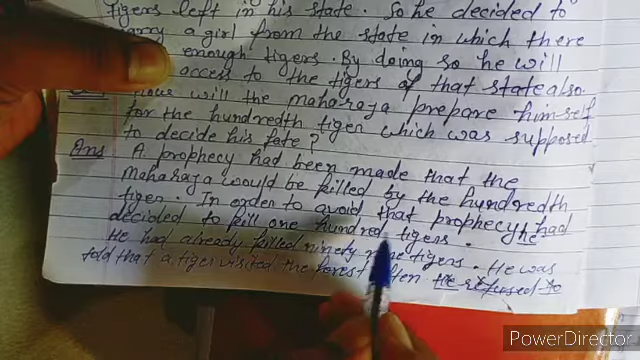 Tigers left in his state. So he decided to
a girl from the state in which there
enough tigers. By doing so he will
access to the tigers of that state also
will the maharaja prepare himself
for the hundredth tiger which was supposed
to decide his fate?
Ans A prophecy had been made that the
Maharaja would be killed by the hundredth
tiger. In order to avoid that prophecy he had
decided to kill one hundred tigers.
He had already killed ninety nine tigers. He was
told that a tiger visited the forest often He refused to
PowerDirector